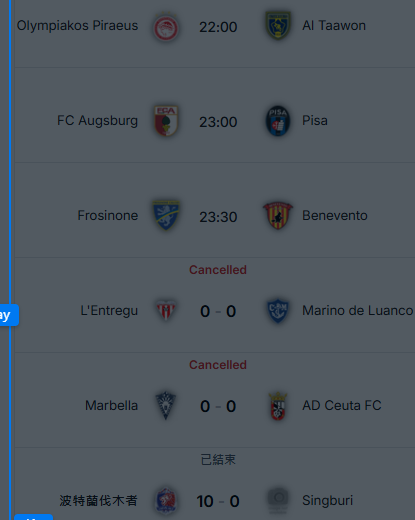 Olympiakos Piraeus 22:00 Al Taawon
FC Augsburg 23:00 Pisa
Frosinone 23:30 Benevento
Cancelled
L'Entregu 0 - 0 Marino de Luanco
Cancelled
Marbella 0 - 0 AD Ceuta FC
已結束
波特蘭伐木者 10 - 0 Singburi